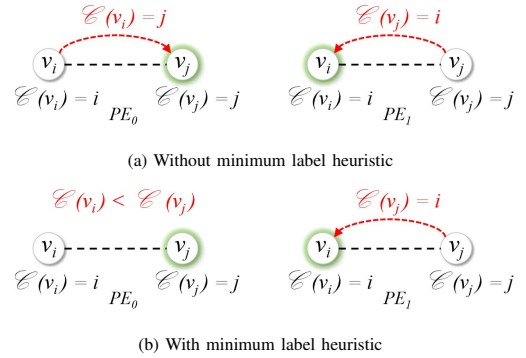 𝒞(vᵢ) = j 𝒞(vⱼ) = i
vᵢ vⱼ vᵢ vⱼ
𝒞(vᵢ) = i 𝒞(vⱼ) = j 𝒞(vᵢ) = i 𝒞(vⱼ) = j
PE₀ PE₁
(a) Without minimum label heuristic
𝒞(vᵢ) < 𝒞(vⱼ) 𝒞(vⱼ) = i
vᵢ vⱼ vᵢ vⱼ
𝒞(vᵢ) = i 𝒞(vⱼ) = j 𝒞(vᵢ) = i 𝒞(vⱼ) = j
PE₀ PE₁
(b) With minimum label heuristic